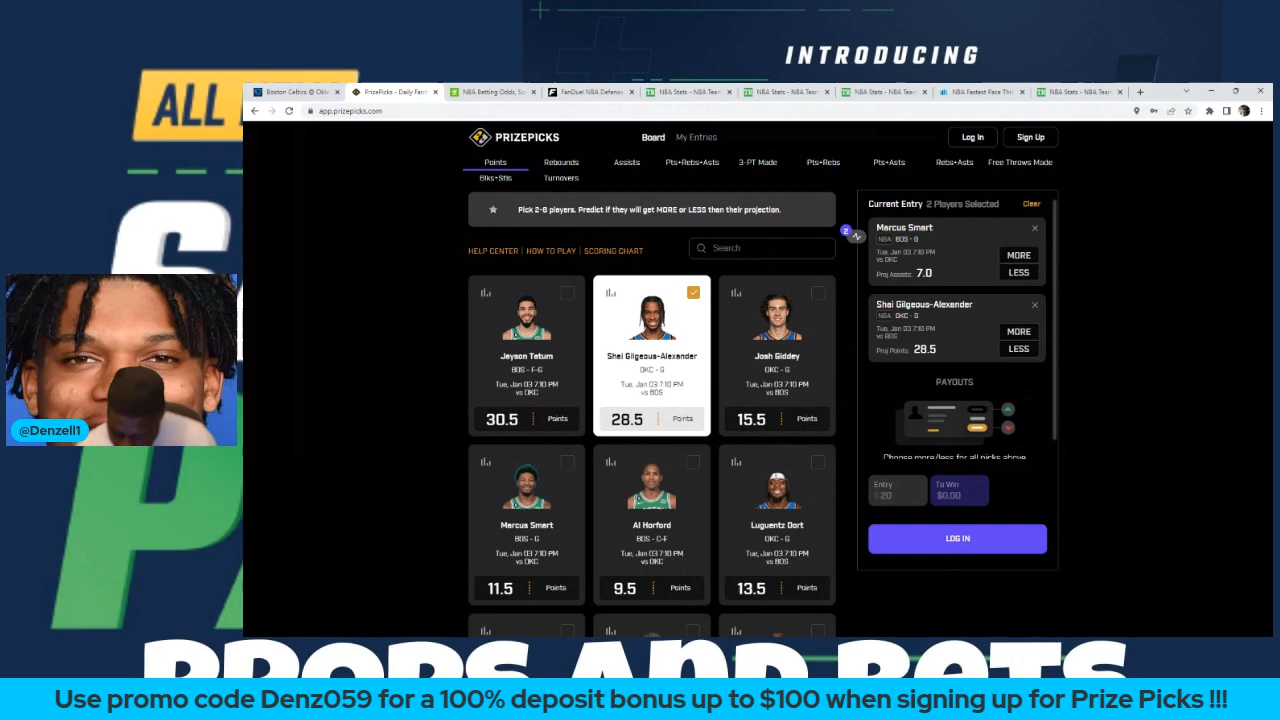 INTRODUCING
ALL
Boston Celtics @ Okla
PrizePicks - Daily Fant
NBA Betting Odds, Sp
FanDuel NBA Defense
NBA Stats - NBA Team
NBA Stats - NBA Team
NBA Stats - NBA Team
NBA Fastest Pace Thi
NBA Stats - NBA Team
app.prizepicks.com
PRIZEPICKS
Board
My Entries
Log In
Sign Up
Points
Rebounds
Assists
Pts+Rebs+Asts
3-PT Made
Pts+Rebs
Pts+Asts
Rebs+Asts
Free Throws Made
Blks+Stls
Turnovers
Pick 2-6 players. Predict if they will get MORE or LESS then their projection.
HELP CENTER | HOW TO PLAY | SCORING CHART
Search
Jayson Tatum
BOS - F-G
Tue, Jan 03 7:10 PM
vs OKC
30.5 Points
Shai Gilgeous-Alexander
OKC - G
Tue, Jan 03 7:10 PM
vs BOS
28.5 Points
Josh Giddey
OKC - G
Tue, Jan 03 7:10 PM
vs BOS
15.5 Points
Marcus Smart
BOS - G
Tue, Jan 03 7:10 PM
vs OKC
11.5 Points
Al Horford
BOS - C-F
Tue, Jan 03 7:10 PM
vs OKC
9.5 Points
Luguentz Dort
OKC - G
Tue, Jan 03 7:10 PM
vs BOS
13.5 Points
2
Current Entry 2 Players Selected
Clear
Marcus Smart
NBA BOS - G
Tue, Jan 03 7:10 PM
vs OKC
Proj Assists: 7.0
MORE
LESS
Shai Gilgeous-Alexander
NBA OKC - G
Tue, Jan 03 7:10 PM
vs BOS
Proj Points: 28.5
MORE
LESS
PAYOUTS
Choose more/less for all picks above
Entry
$ 20
To Win
$0.00
LOG IN
@Denzell1
PROPS AND BETS
Use promo code Denz059 for a 100% deposit bonus up to $100 when signing up for Prize Picks !!!